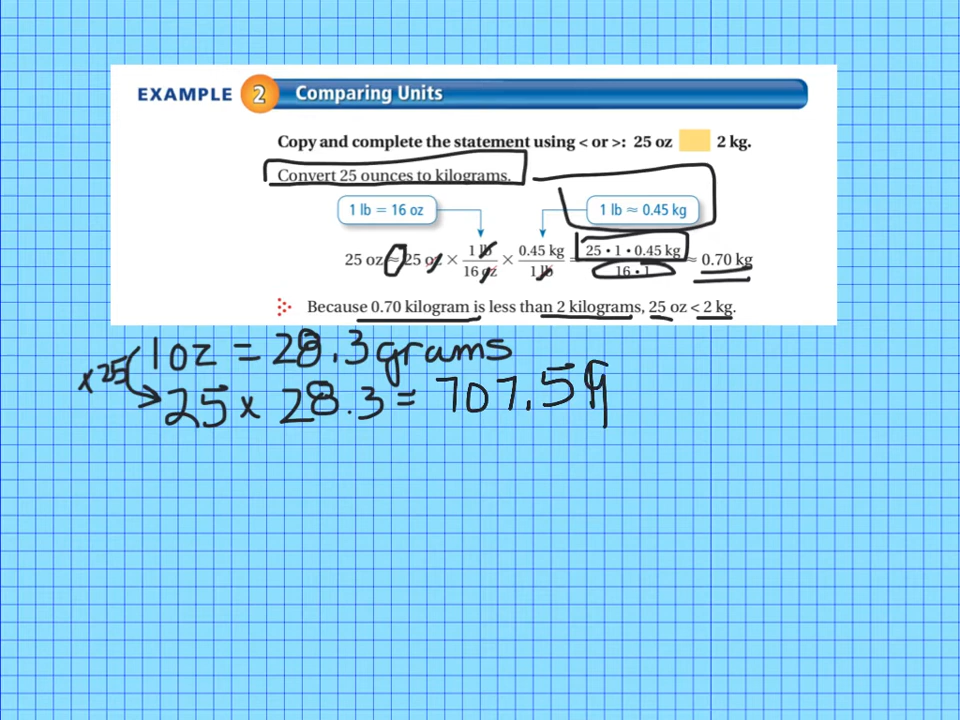 EXAMPLE 2 Comparing Units
Copy and complete the statement using < or >: 25 oz 2 kg.
Convert 25 ounces to kilograms.
1 lb = 16 oz 1 lb ≈ 0.45 kg
25 oz ≈ 25 oz × 1 lb / 16 oz × 0.45 kg / 1 lb = 25 • 1 • 0.45 kg / 16 • 1 ≈ 0.70 kg
Because 0.70 kilogram is less than 2 kilograms, 25 oz < 2 kg.
1oz = 28.3grams
x25
25 x 28.3 = 707.5g